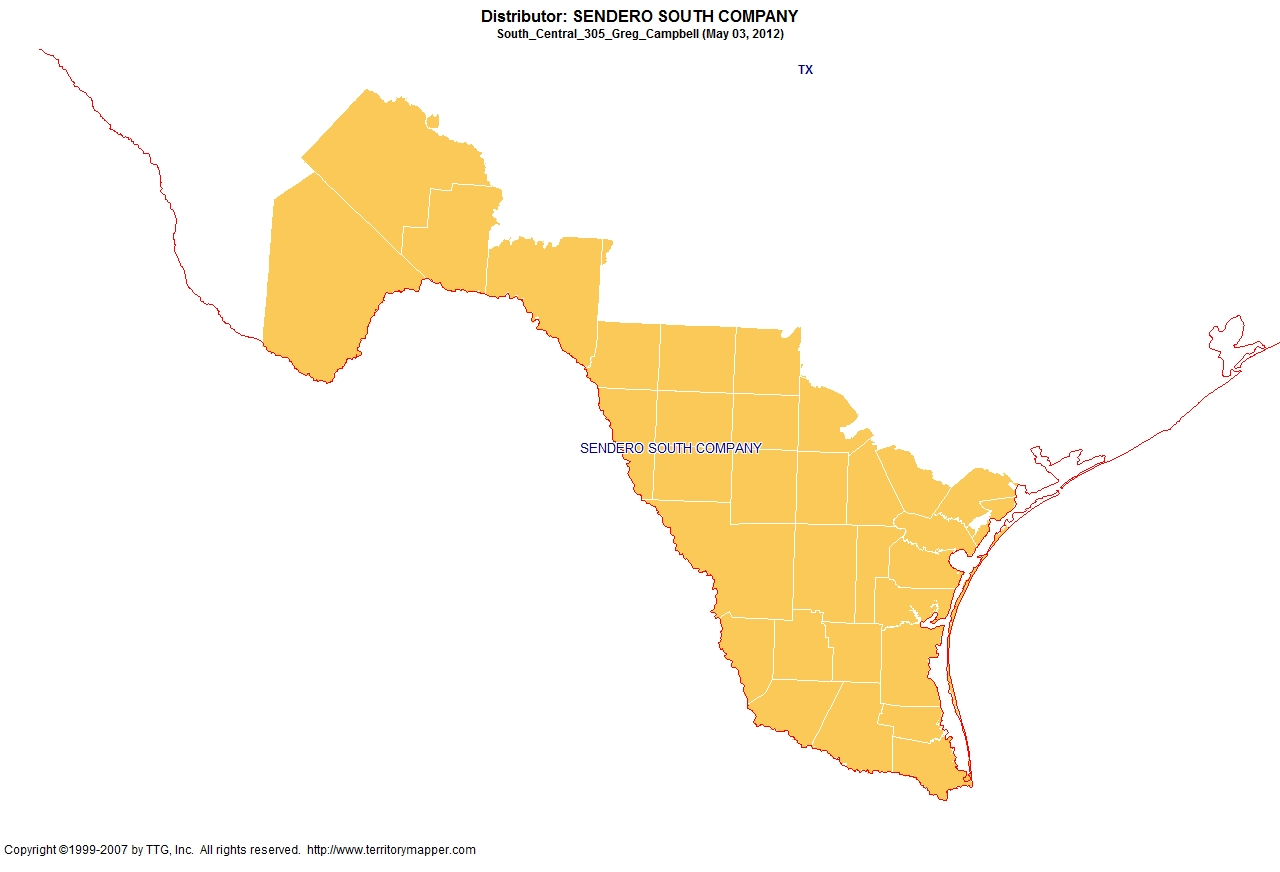 Distributor: SENDERO SOUTH COMPANY
South_Central_305_Greg_Campbell (May 03, 2012)
TX
SENDERO SOUTH COMPANY
Copyright ©1999-2007 by TTG, Inc.  All rights reserved.  http://www.territorymapper.com